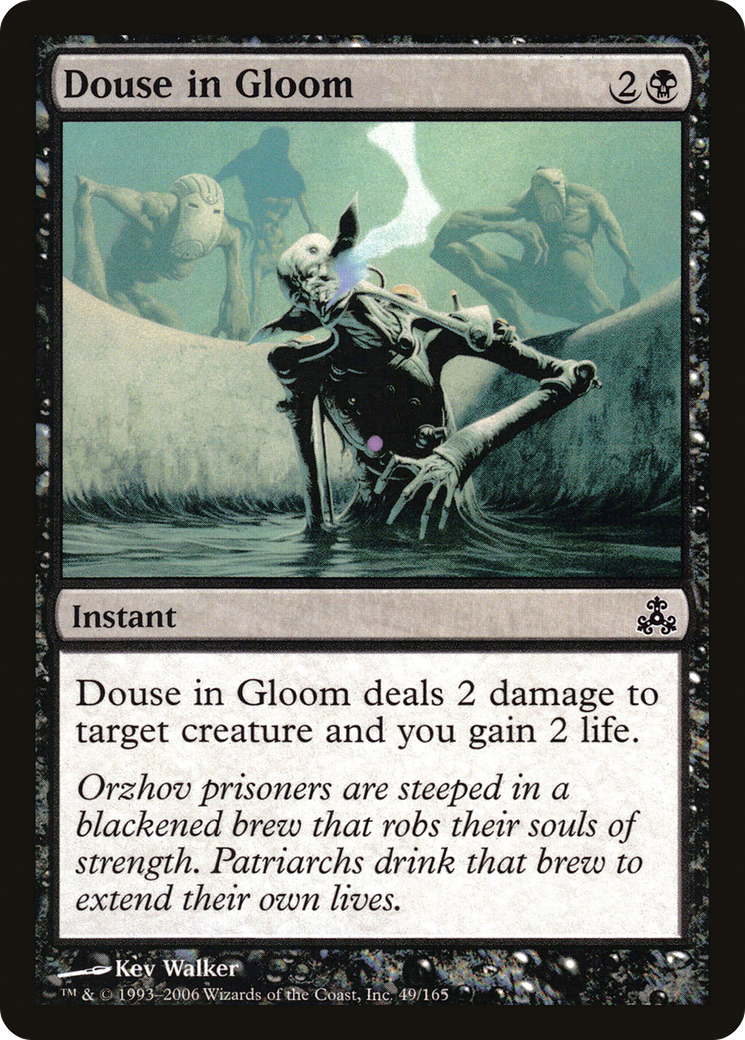 Douse in Gloom 2
Instant
Douse in Gloom deals 2 damage to
target creature and you gain 2 life.
Orzhov prisoners are steeped in a
blackened brew that robs their souls of
strength. Patriarchs drink that brew to
extend their own lives.
Kev Walker
™ & © 1993–2006 Wizards of the Coast, Inc. 49/165